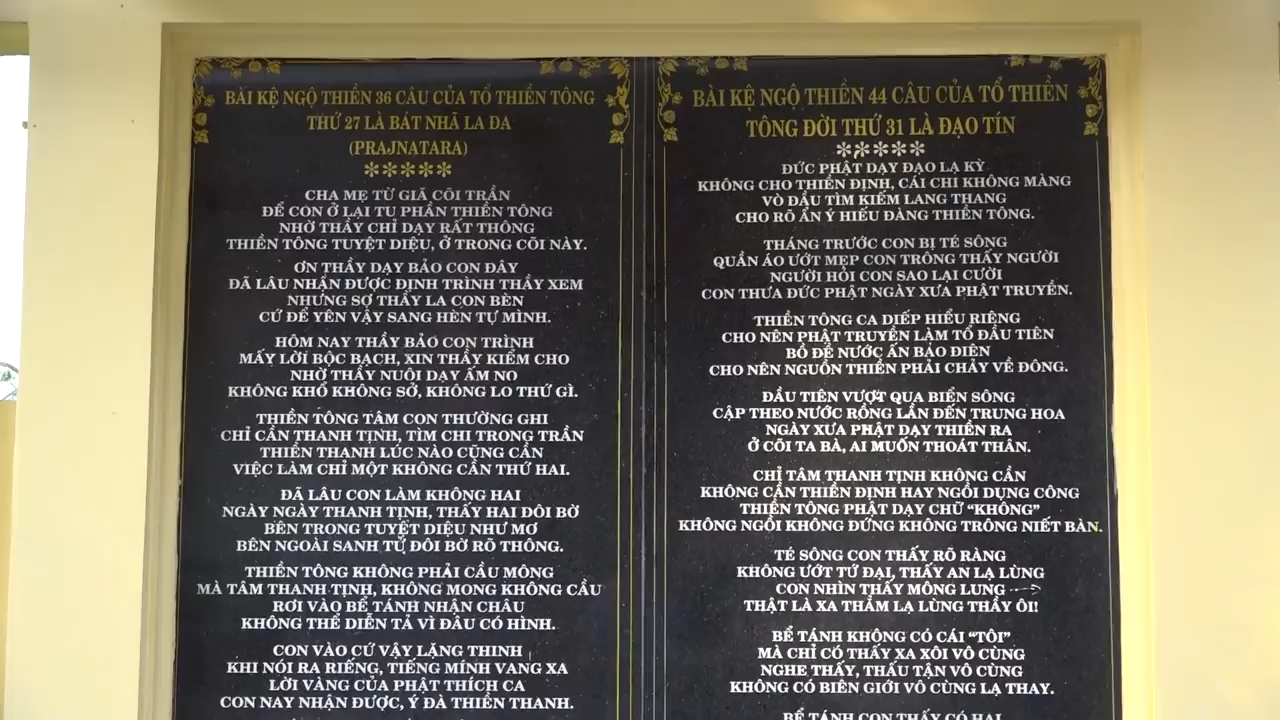 BÀI KỆ NGỘ THIỀN 36 CÂU CỦA TỔ THIỀN TÔNG
THỨ 27 LÀ BÁT NHÃ LA ĐA
(PRAJNATARA)
CHA MẸ TỪ GIÃ CÕI TRẦN
ĐỂ CON Ở LẠI TU PHẦN THIỀN TÔNG
NHỜ THẦY CHỈ DẠY RẤT THÔNG
THIỀN TÔNG TUYỆT DIỆU, Ở TRONG CÕI NÀY.
ƠN THẦY DẠY BẢO CON ĐÂY
ĐÃ LÂU NHẬN ĐƯỢC ĐỊNH TRÌNH THẦY XEM
NHƯNG SỢ THẦY LA CON BÈN
CỨ ĐỂ YÊN VẬY SANG HÈN TỰ MÌNH.
HÔM NAY THẦY BẢO CON TRÌNH
MẤY LỜI BỘC BẠCH, XIN THẦY KIỂM CHO
NHỜ THẦY NUÔI DẠY ẤM NO
KHÔNG KHỔ KHÔNG SỞ, KHÔNG LO THỨ GÌ.
THIỀN TÔNG TÂM CON THƯỜNG GHI
CHỈ CẦN THANH TỊNH, TÌM CHI TRONG TRẦN
THIỀN THANH LÚC NÀO CŨNG CẦN
VIỆC LÀM CHỈ MỘT KHÔNG CẦN THỨ HAI.
ĐÃ LÂU CON LÀM KHÔNG HAI
NGÀY NGÀY THANH TỊNH, THẤY HAI ĐÔI BỜ
BÊN TRONG TUYỆT DIỆU NHƯ MƠ
BÊN NGOÀI SANH TỬ ĐÔI BỜ RÕ THÔNG.
THIỀN TÔNG KHÔNG PHẢI CẦU MÔNG
MÀ TÂM THANH TỊNH, KHÔNG MONG KHÔNG CẦU
RƠI VÀO BỂ TÁNH NHẬN CHÂU
KHÔNG THỂ DIỄN TẢ VÌ ĐÂU CÓ HÌNH.
CON VÀO CỨ VẬY LẶNG THINH
KHI NÓI RA RIẾNG, TIẾNG MÍNH VANG XA
LỜI VÀNG CỦA PHẬT THÍCH CA
CON NAY NHẬN ĐƯỢC, Ý ĐÀ THIỀN THANH.
BÀI KỆ NGỘ THIỀN 44 CÂU CỦA TỔ THIỀN
TÔNG ĐỜI THỨ 31 LÀ ĐẠO TÍN
ĐỨC PHẬT DẠY ĐẠO LẠ KỲ
KHÔNG CHO THIỀN ĐỊNH, CÁI CHI KHÔNG MÀNG
VÒ ĐẦU TÌM KIẾM LANG THANG
CHO RÕ ẨN Ý HIỂU ĐÀNG THIỀN TÔNG.
THÁNG TRƯỚC CON BỊ TÉ SÔNG
QUẦN ÁO ƯỚT MẸP CON TRÔNG THẤY NGƯỜI
NGƯỜI HỎI CON SAO LẠI CƯỜI
CON THƯA ĐỨC PHẬT NGÀY XƯA PHẬT TRUYỀN.
THIỀN TÔNG CA DIẾP HIỂU RIÊNG
CHO NÊN PHẬT TRUYỀN LÀM TỔ ĐẦU TIÊN
BỒ ĐỀ NƯỚC ẤN BẢO ĐIÊN
CHO NÊN NGUỒN THIỀN PHẢI CHẢY VỀ ĐÔNG.
ĐẦU TIÊN VƯỢT QUA BIỂN SÔNG
CẬP THEO NƯỚC RỒNG LẦN ĐẾN TRUNG HOA
NGÀY XƯA PHẬT DẠY THIỀN RA
Ở CÕI TA BÀ, AI MUỐN THOÁT THÂN.
CHỈ TÂM THANH TỊNH KHÔNG CẦN
KHÔNG CẦN THIỀN ĐỊNH HAY NGỒI DỤNG CÔNG
THIỀN TÔNG PHẬT DẠY CHỮ “KHÔNG”
KHÔNG NGỒI KHÔNG ĐỨNG KHÔNG TRÔNG NIẾT BÀN.
TÉ SÔNG CON THẤY RÕ RÀNG
KHÔNG ƯỚT TỨ ĐẠI, THẤY AN LẠ LÙNG
CON NHÌN THẤY MÔNG LUNG
THẬT LÀ XA THẲM LẠ LÙNG THẦY ÔI!
BỂ TÁNH KHÔNG CÓ CÁI “TÔI”
MÀ CHỈ CÓ THẤY XA XÔI VÔ CÙNG
NGHE THẤY, THẤU TẬN VÔ CÙNG
KHÔNG CÓ BIÊN GIỚI VÔ CÙNG LẠ THAY.
BỂ TÁNH CON THẤY CÓ HAI